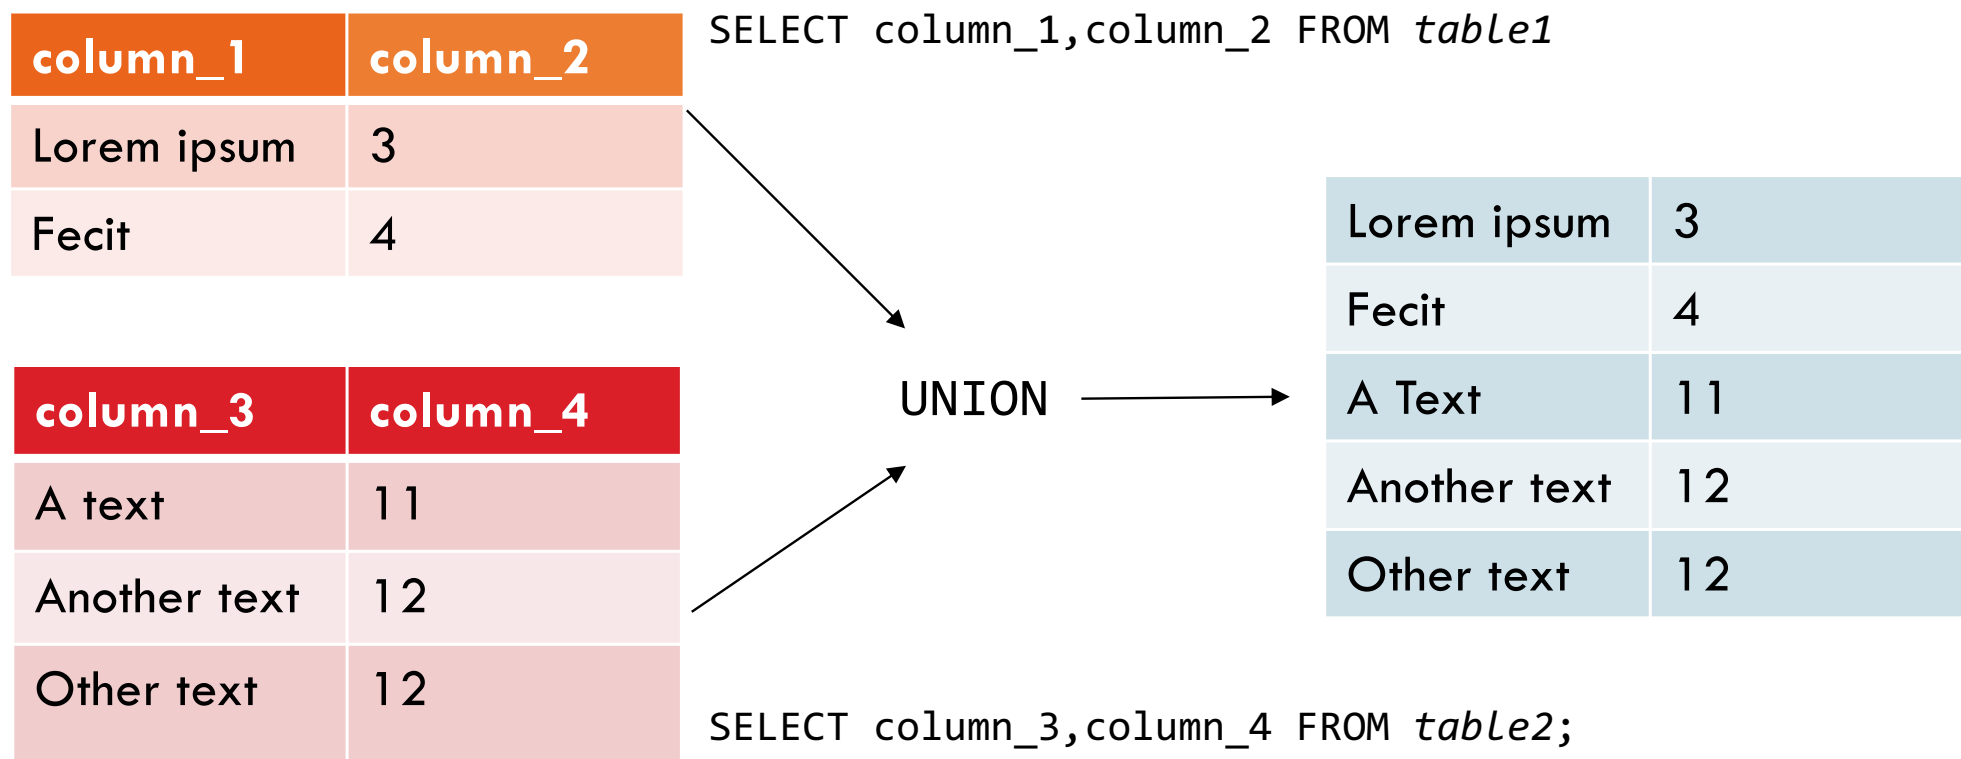 SELECT column_1,column_2 FROM table1
column_1 column_2
Lorem ipsum 3
Fecit 4
column_3 column_4
A text 11
Another text 12
Other text 12
UNION
Lorem ipsum 3
Fecit 4
A Text 11
Another text 12
Other text 12
SELECT column_3,column_4 FROM table2;